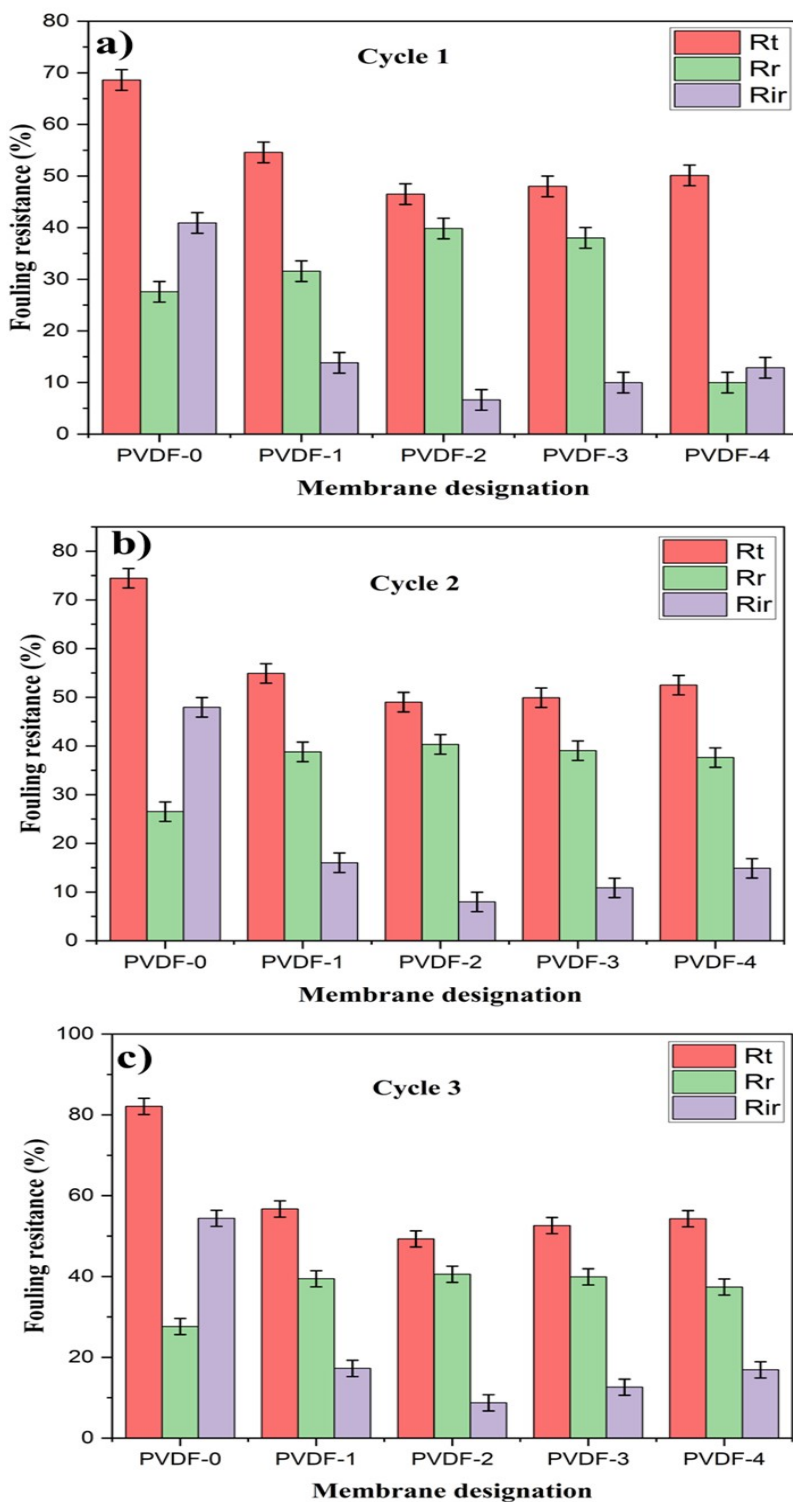 a)
Cycle 1
Rt
Rr
Rir
Fouling resistance (%)
80
70
60
50
40
30
20
10
0
PVDF-0 PVDF-1 PVDF-2 PVDF-3 PVDF-4
Membrane designation
b)
Cycle 2
Rt
Rr
Rir
Fouling resitance (%)
80
70
60
50
40
30
20
10
0
PVDF-0 PVDF-1 PVDF-2 PVDF-3 PVDF-4
Membrane designation
c)
Cycle 3
Rt
Rr
Rir
Fouling resitance (%)
100
80
60
40
20
0
PVDF-0 PVDF-1 PVDF-2 PVDF-3 PVDF-4
Membrane designation